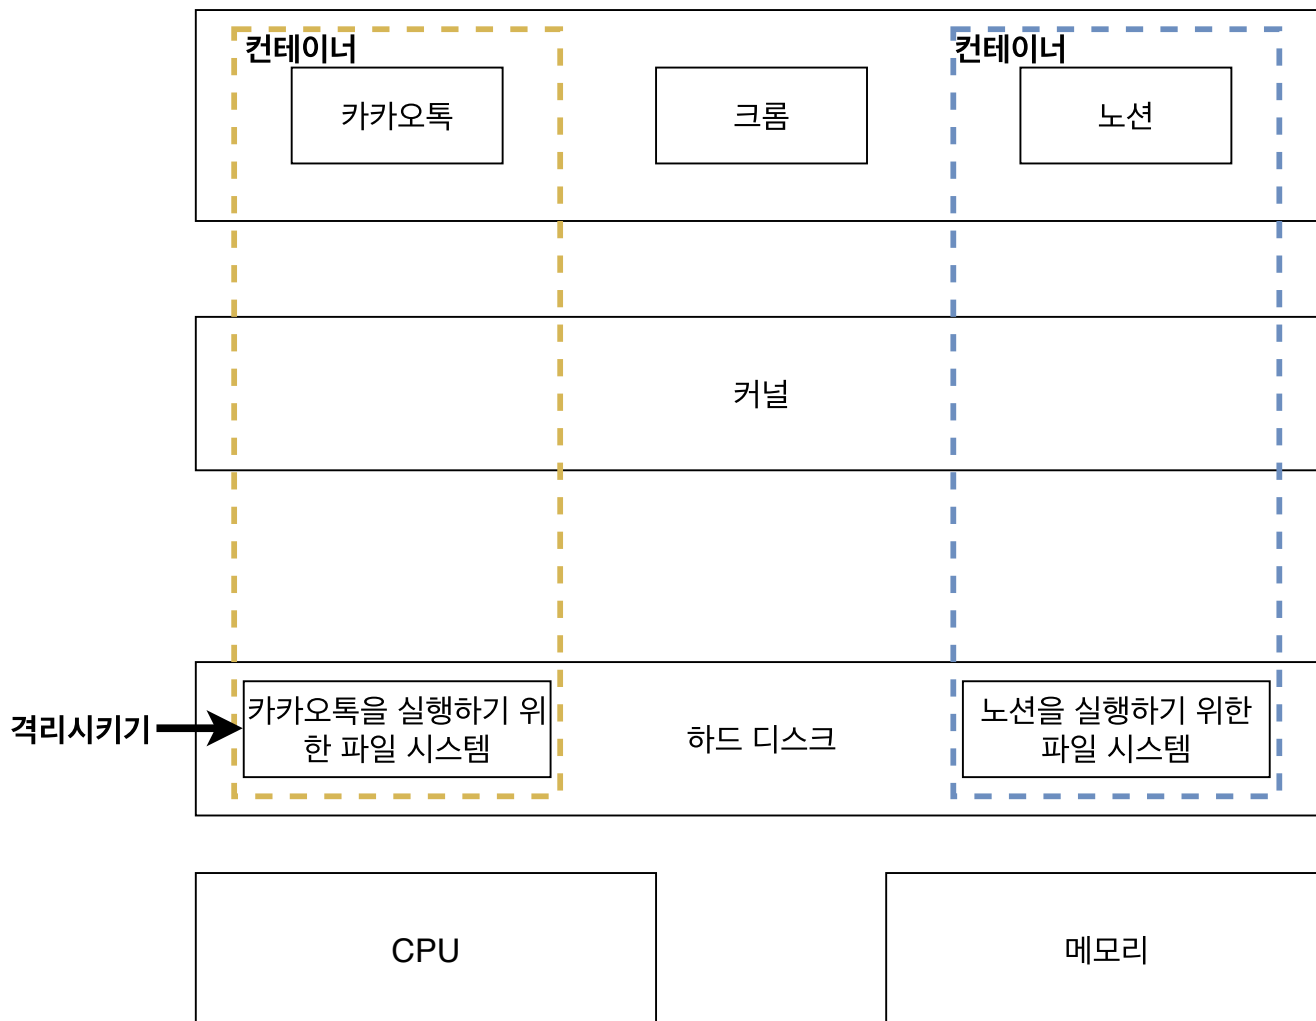 컨테이너
컨테이너
카카오톡
크롬
노션
커널
격리시키기
카카오톡을 실행하기 위
한 파일 시스템
하드 디스크
노션을 실행하기 위한
파일 시스템
CPU
메모리